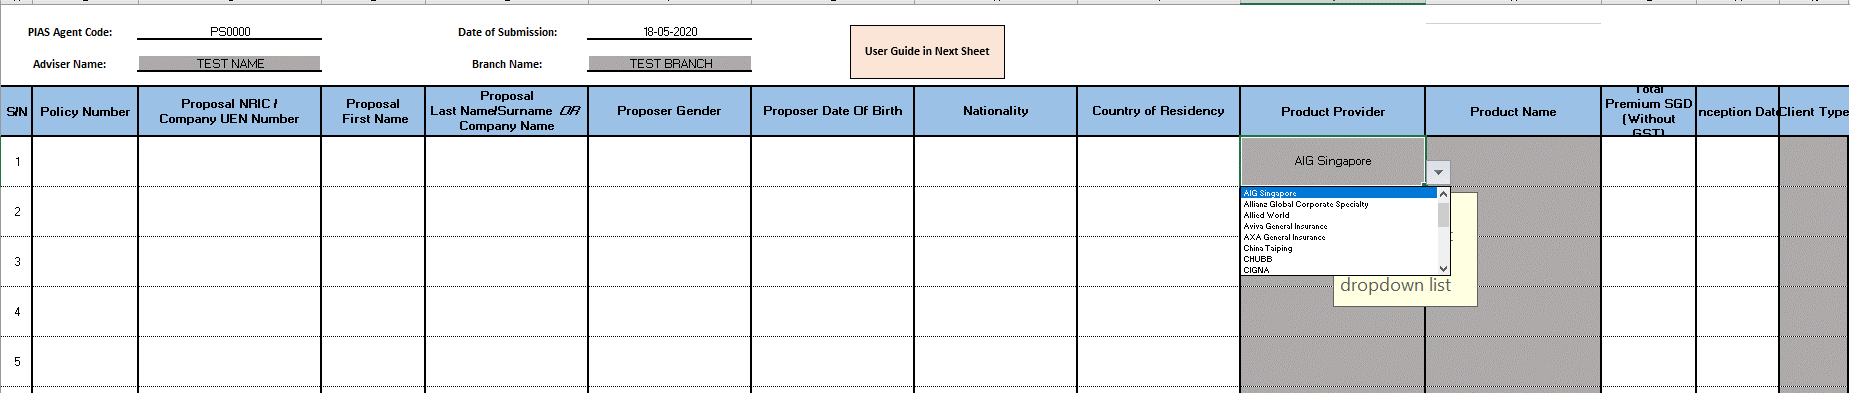 PIAS Agent Code:
PS0000
Date of Submission:
18-05-2020
User Guide in Next Sheet
Adviser Name:
TEST NAME
Branch Name:
TEST BRANCH
S/N
Policy Number
Proposal NRIC /
Company UEN Number
Proposal
First Name
Proposal
Last Name/Surname OR
Company Name
Proposer Gender
Proposer Date Of Birth
Nationality
Country of Residency
Product Provider
Product Name
Total
Premium SGD
(Without
GST)
nception Date
Client Type
1
AIG Singapore
AIG Singapore
Allianz Global Corporate Specialty
Allied World
Aviva General Insurance
AXA General Insurance
China Taiping
CHUBB
CIGNA
dropdown list
2
3
4
5